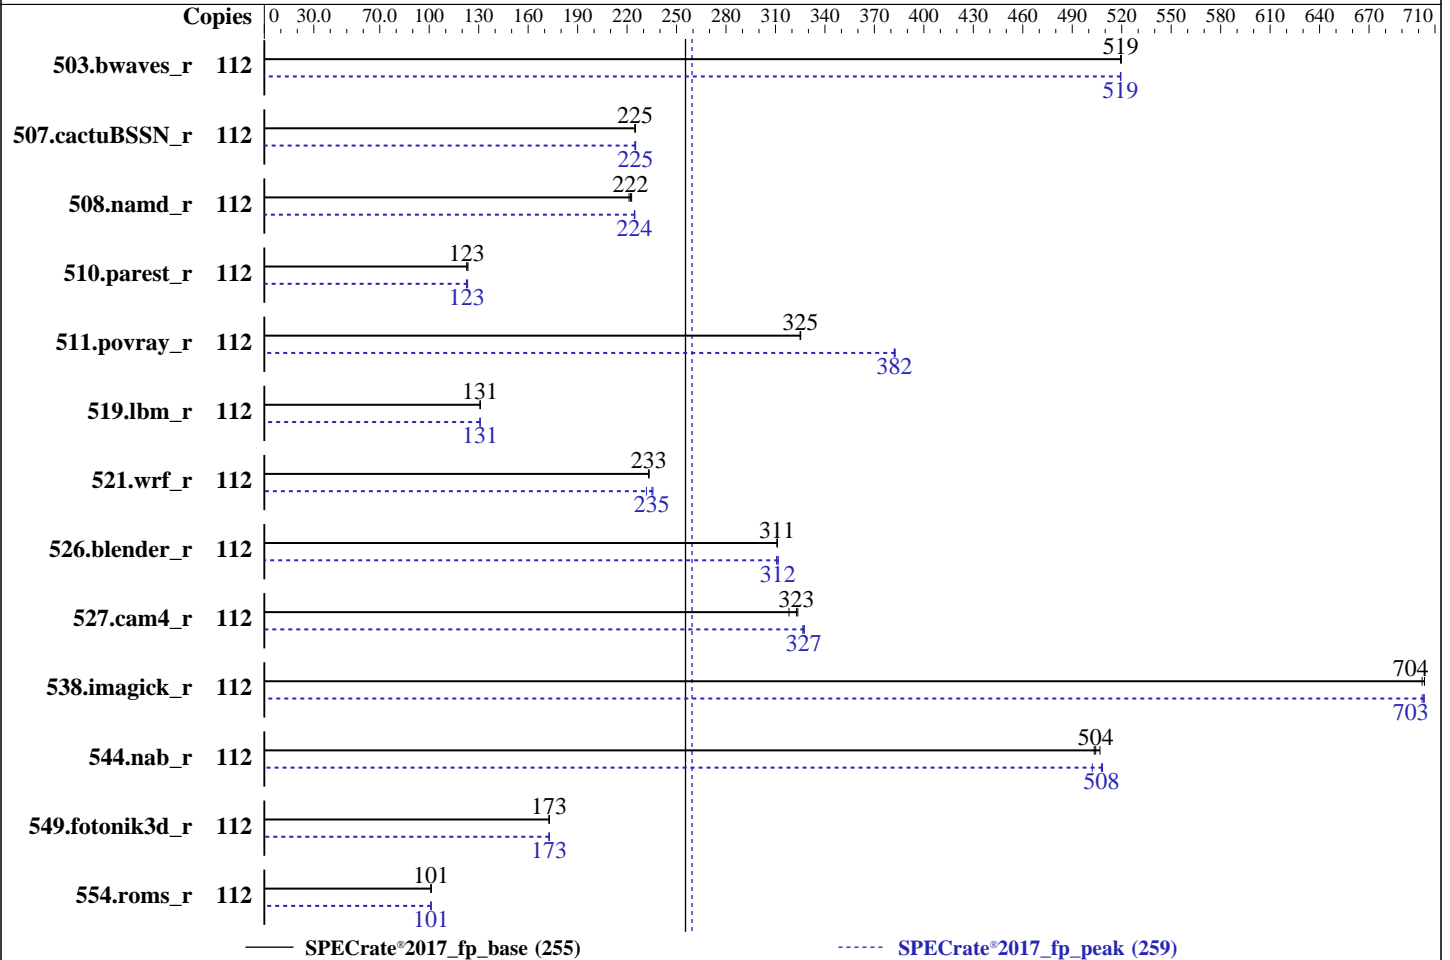 Copies 0 30.0 70.0 100 130 160 190 220 250 280 310 340 370 400 430 460 490 520 550 580 610 640 670 710
519
503.bwaves_r 112
519
225
507.cactuBSSN_r 112
225
222
508.namd_r 112
224
123
510.parest_r 112
123
325
511.povray_r 112
382
131
519.lbm_r 112
131
233
521.wrf_r 112
235
311
526.blender_r 112
312
323
527.cam4_r 112
327
704
538.imagick_r 112
703
504
544.nab_r 112
508
173
549.fotonik3d_r 112
173
101
554.roms_r 112
101
SPECrate®2017_fp_base (255) SPECrate®2017_fp_peak (259)